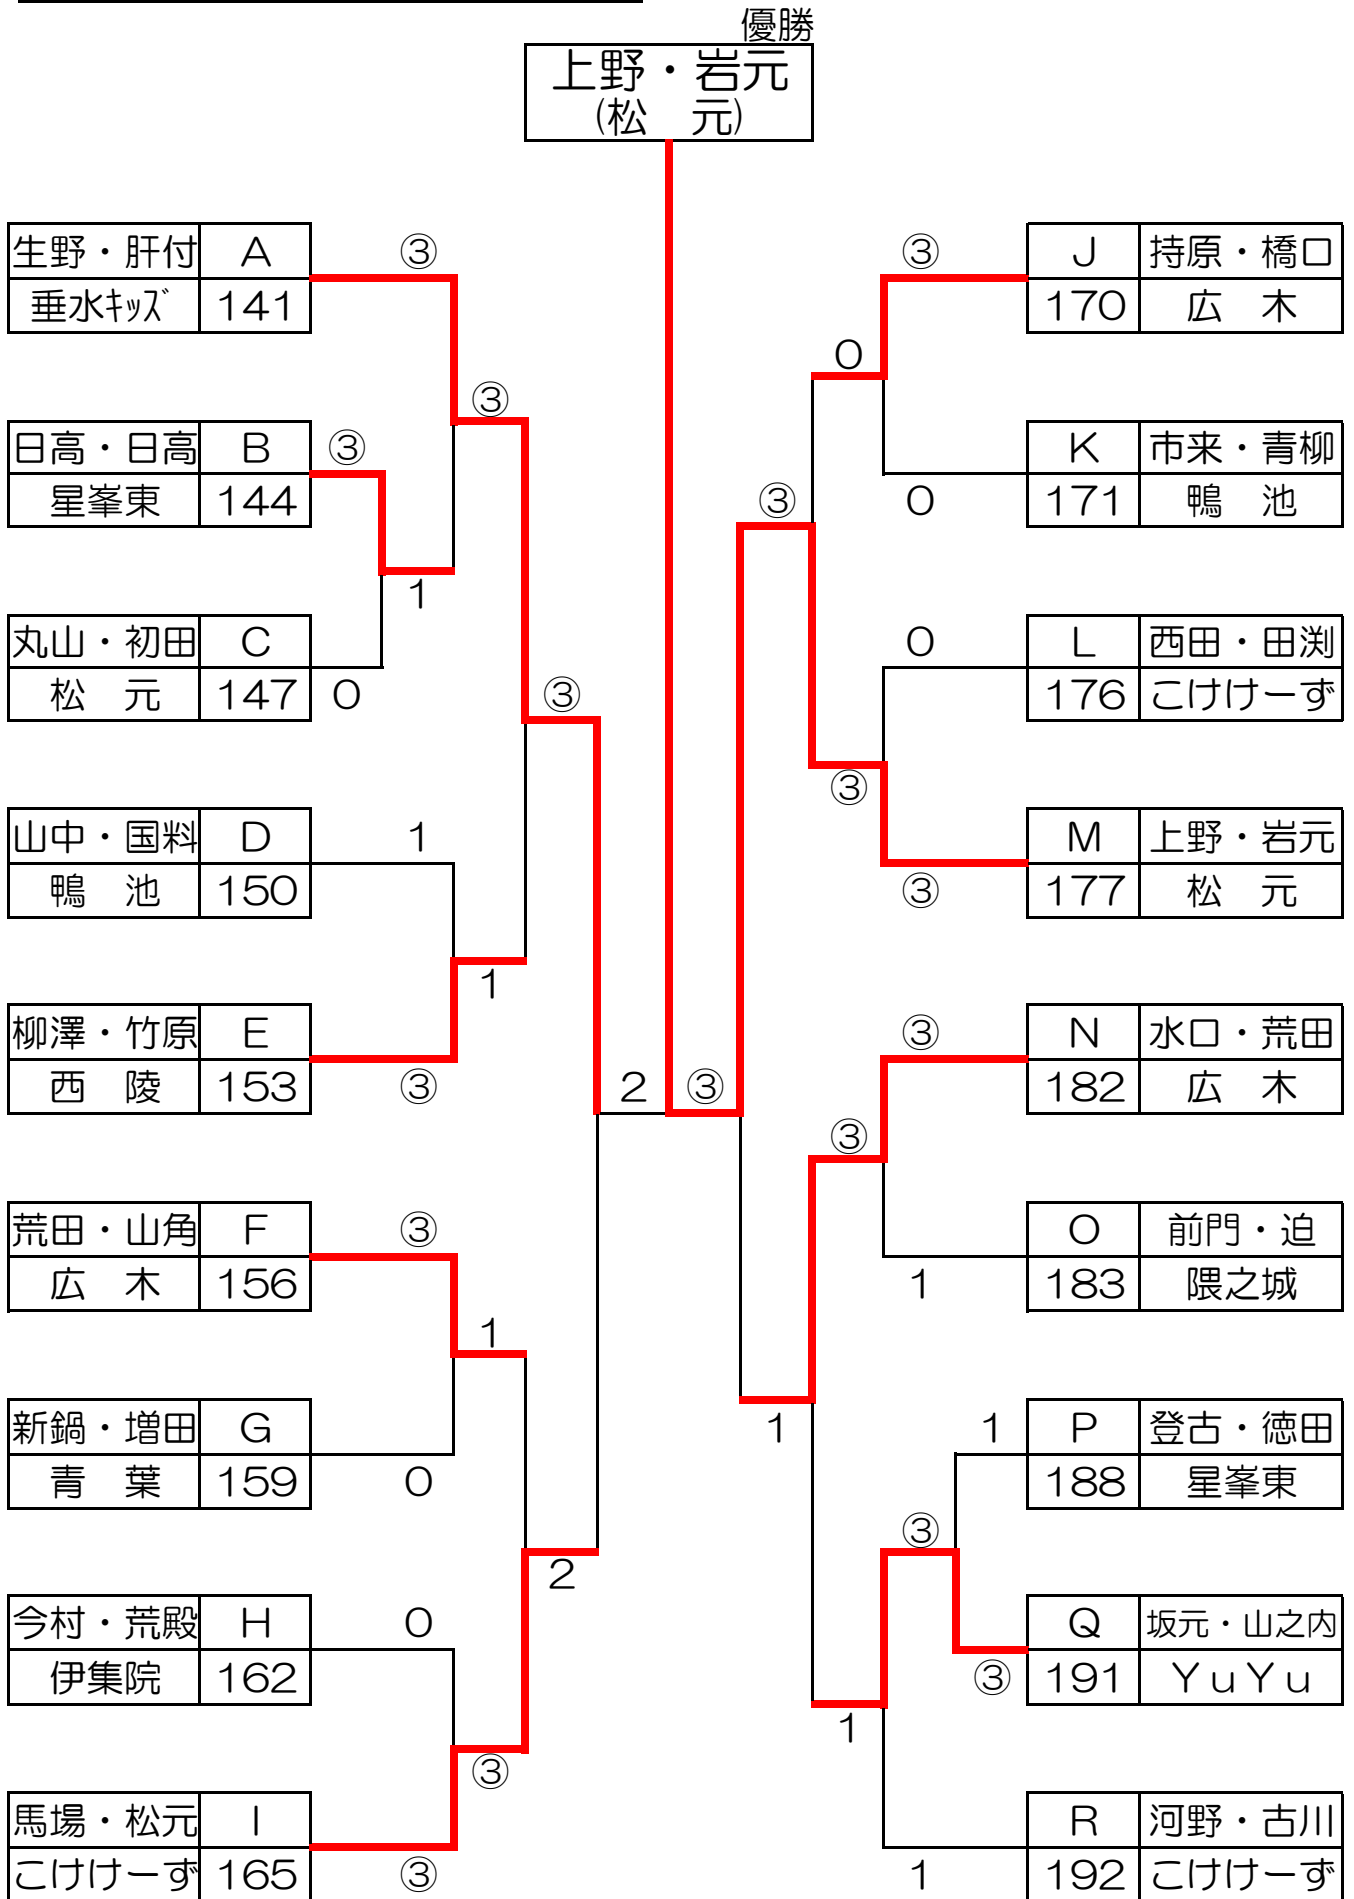 優勝
上野・岩元
(松　元)
生野・肝付 A ③
垂水ｷｯｽﾞ 141
③
日高・日高 B ③
星峯東 144
1
丸山・初田 C
松　元 147 0
③
山中・国料 D 1
鴨　池 150
1
柳澤・竹原 E
西　陵 153 ③
荒田・山角 F ③
広　木 156
1
新鍋・増田 G
青　葉 159 0
2
今村・荒殿 H 0
伊集院 162
③
馬場・松元 I
こけけーず 165 ③
2 ③
③ J 持原・橋口
170 広　木
0
K 市来・青柳
0 171 鴨　池
③
0 L 西田・田渕
176 こけけーず
③
M 上野・岩元
③ 177 松　元
③ N 水口・荒田
182 広　木
③
O 前門・迫
1 183 隈之城
1
1 P 登古・徳田
188 星峯東
③
Q 坂元・山之内
③ 191 ＹｕＹｕ
1
R 河野・古川
1 192 こけけーず